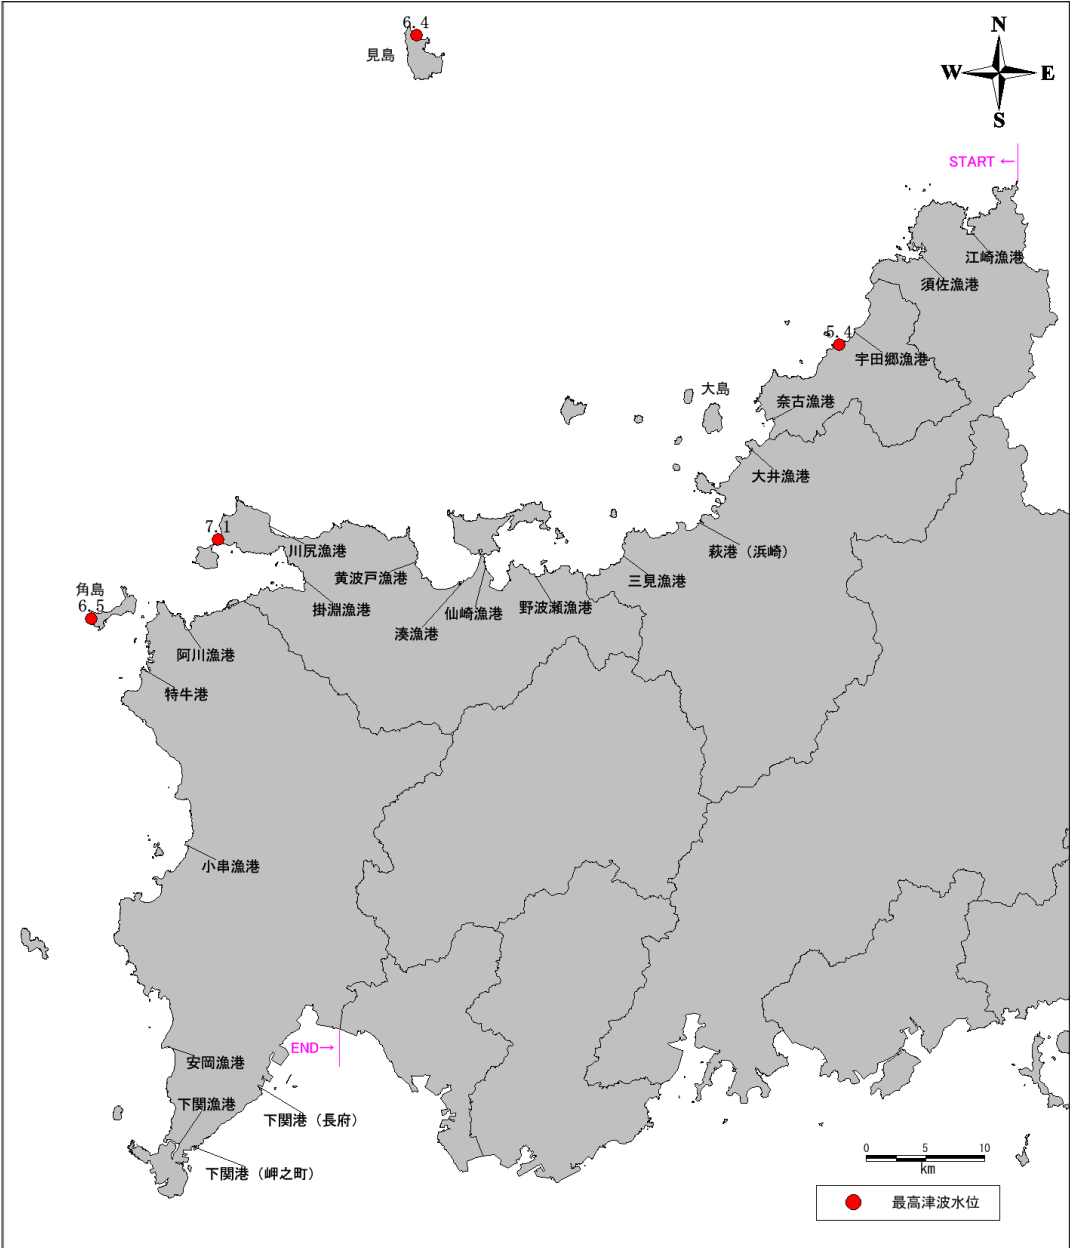 6.4
見島
N
W
E
S
START ←
江崎漁港
須佐漁港
5.4
宇田郷漁港
大島
奈古漁港
大井漁港
萩港（浜崎）
7.1
川尻漁港
黄波戸漁港
三見漁港
角島
6.5
掛淵漁港
湊漁港
仙崎漁港
野波瀬漁港
阿川漁港
特牛港
小串漁港
END→
安岡漁港
下関漁港
下関港（長府）
下関港（岬之町）
0 5 10
km
最高津波水位